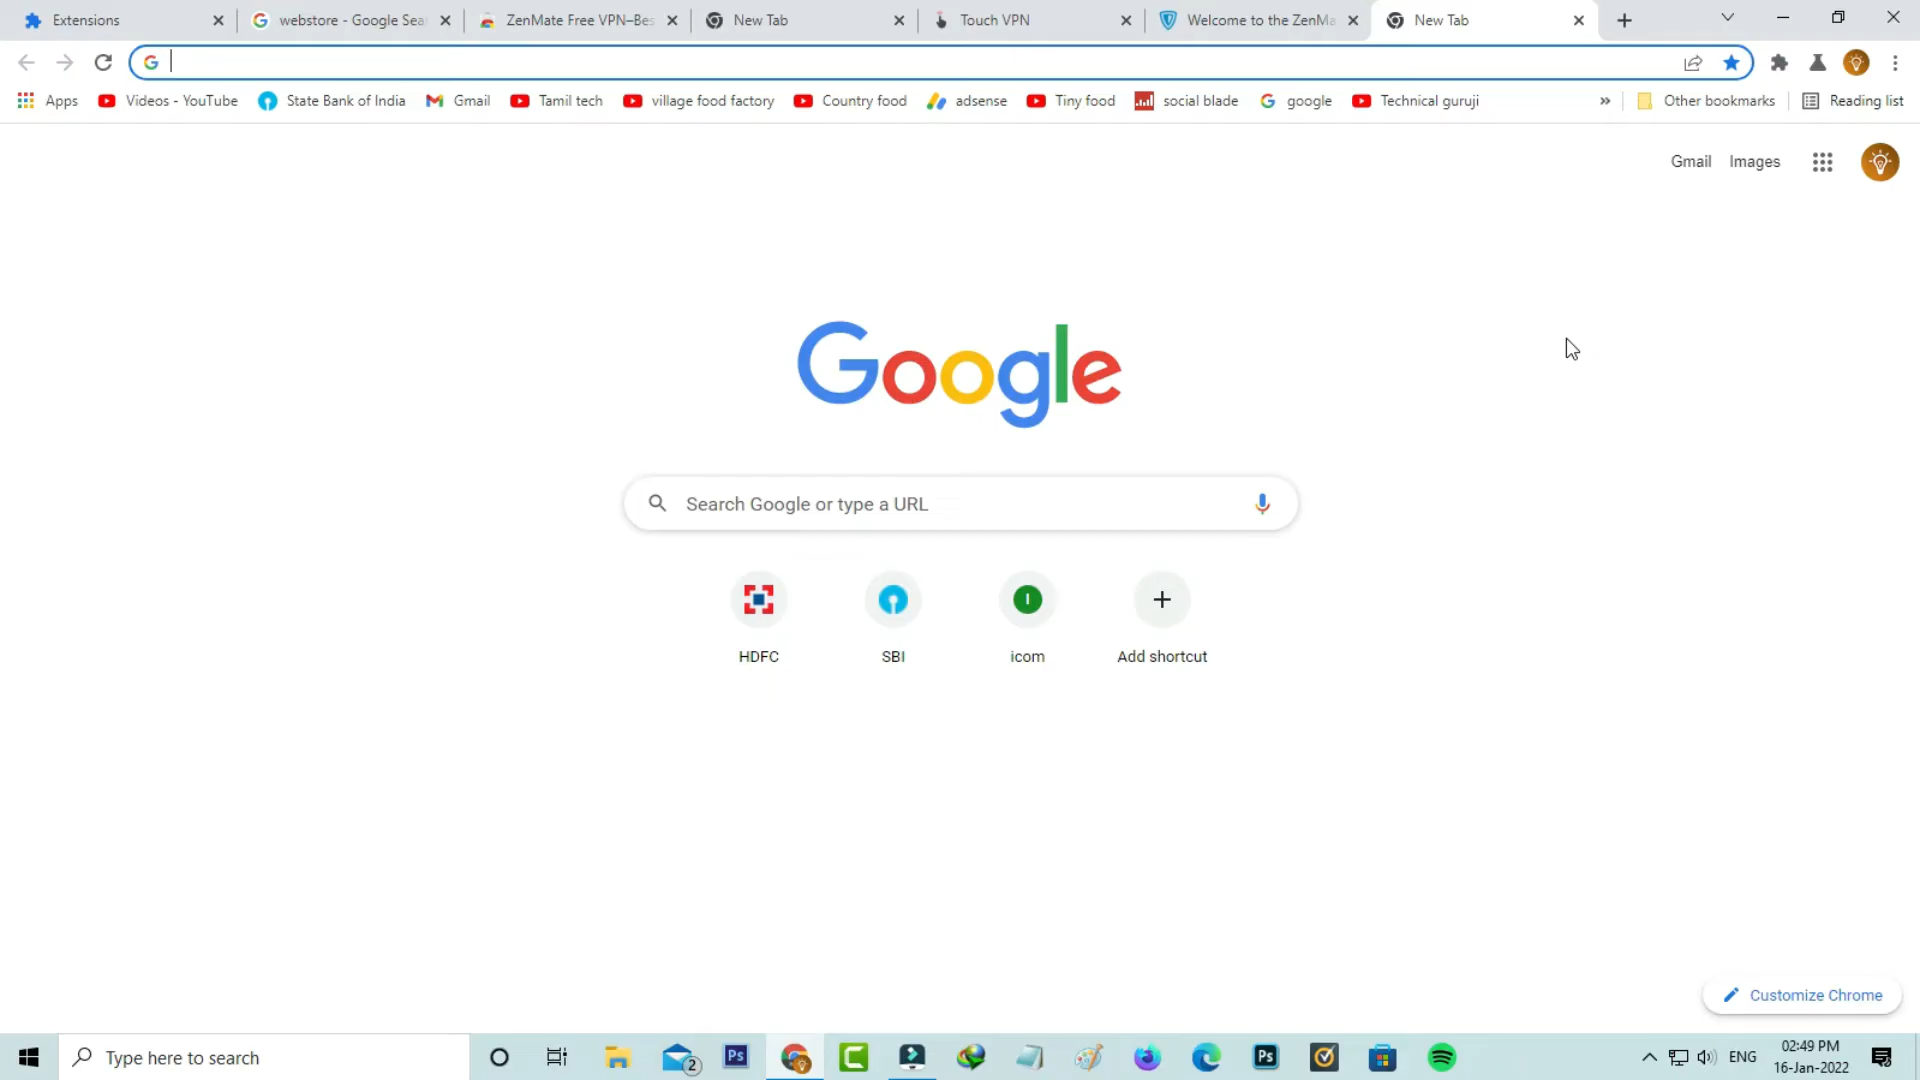 Extensions
webstore - Google Sea
ZenMate Free VPN–Bes
New Tab
Touch VPN
Welcome to the ZenMa
New Tab
Apps
Videos - YouTube
State Bank of India
Gmail
Tamil tech
village food factory
Country food
adsense
Tiny food
social blade
google
Technical guruji
»
Other bookmarks
Reading list
Gmail
Images
Google
Search Google or type a URL
HDFC
SBI
I
icom
Add shortcut
Customize Chrome
Type here to search
2
Ps
Ps
ENG
02:49 PM
16-Jan-2022